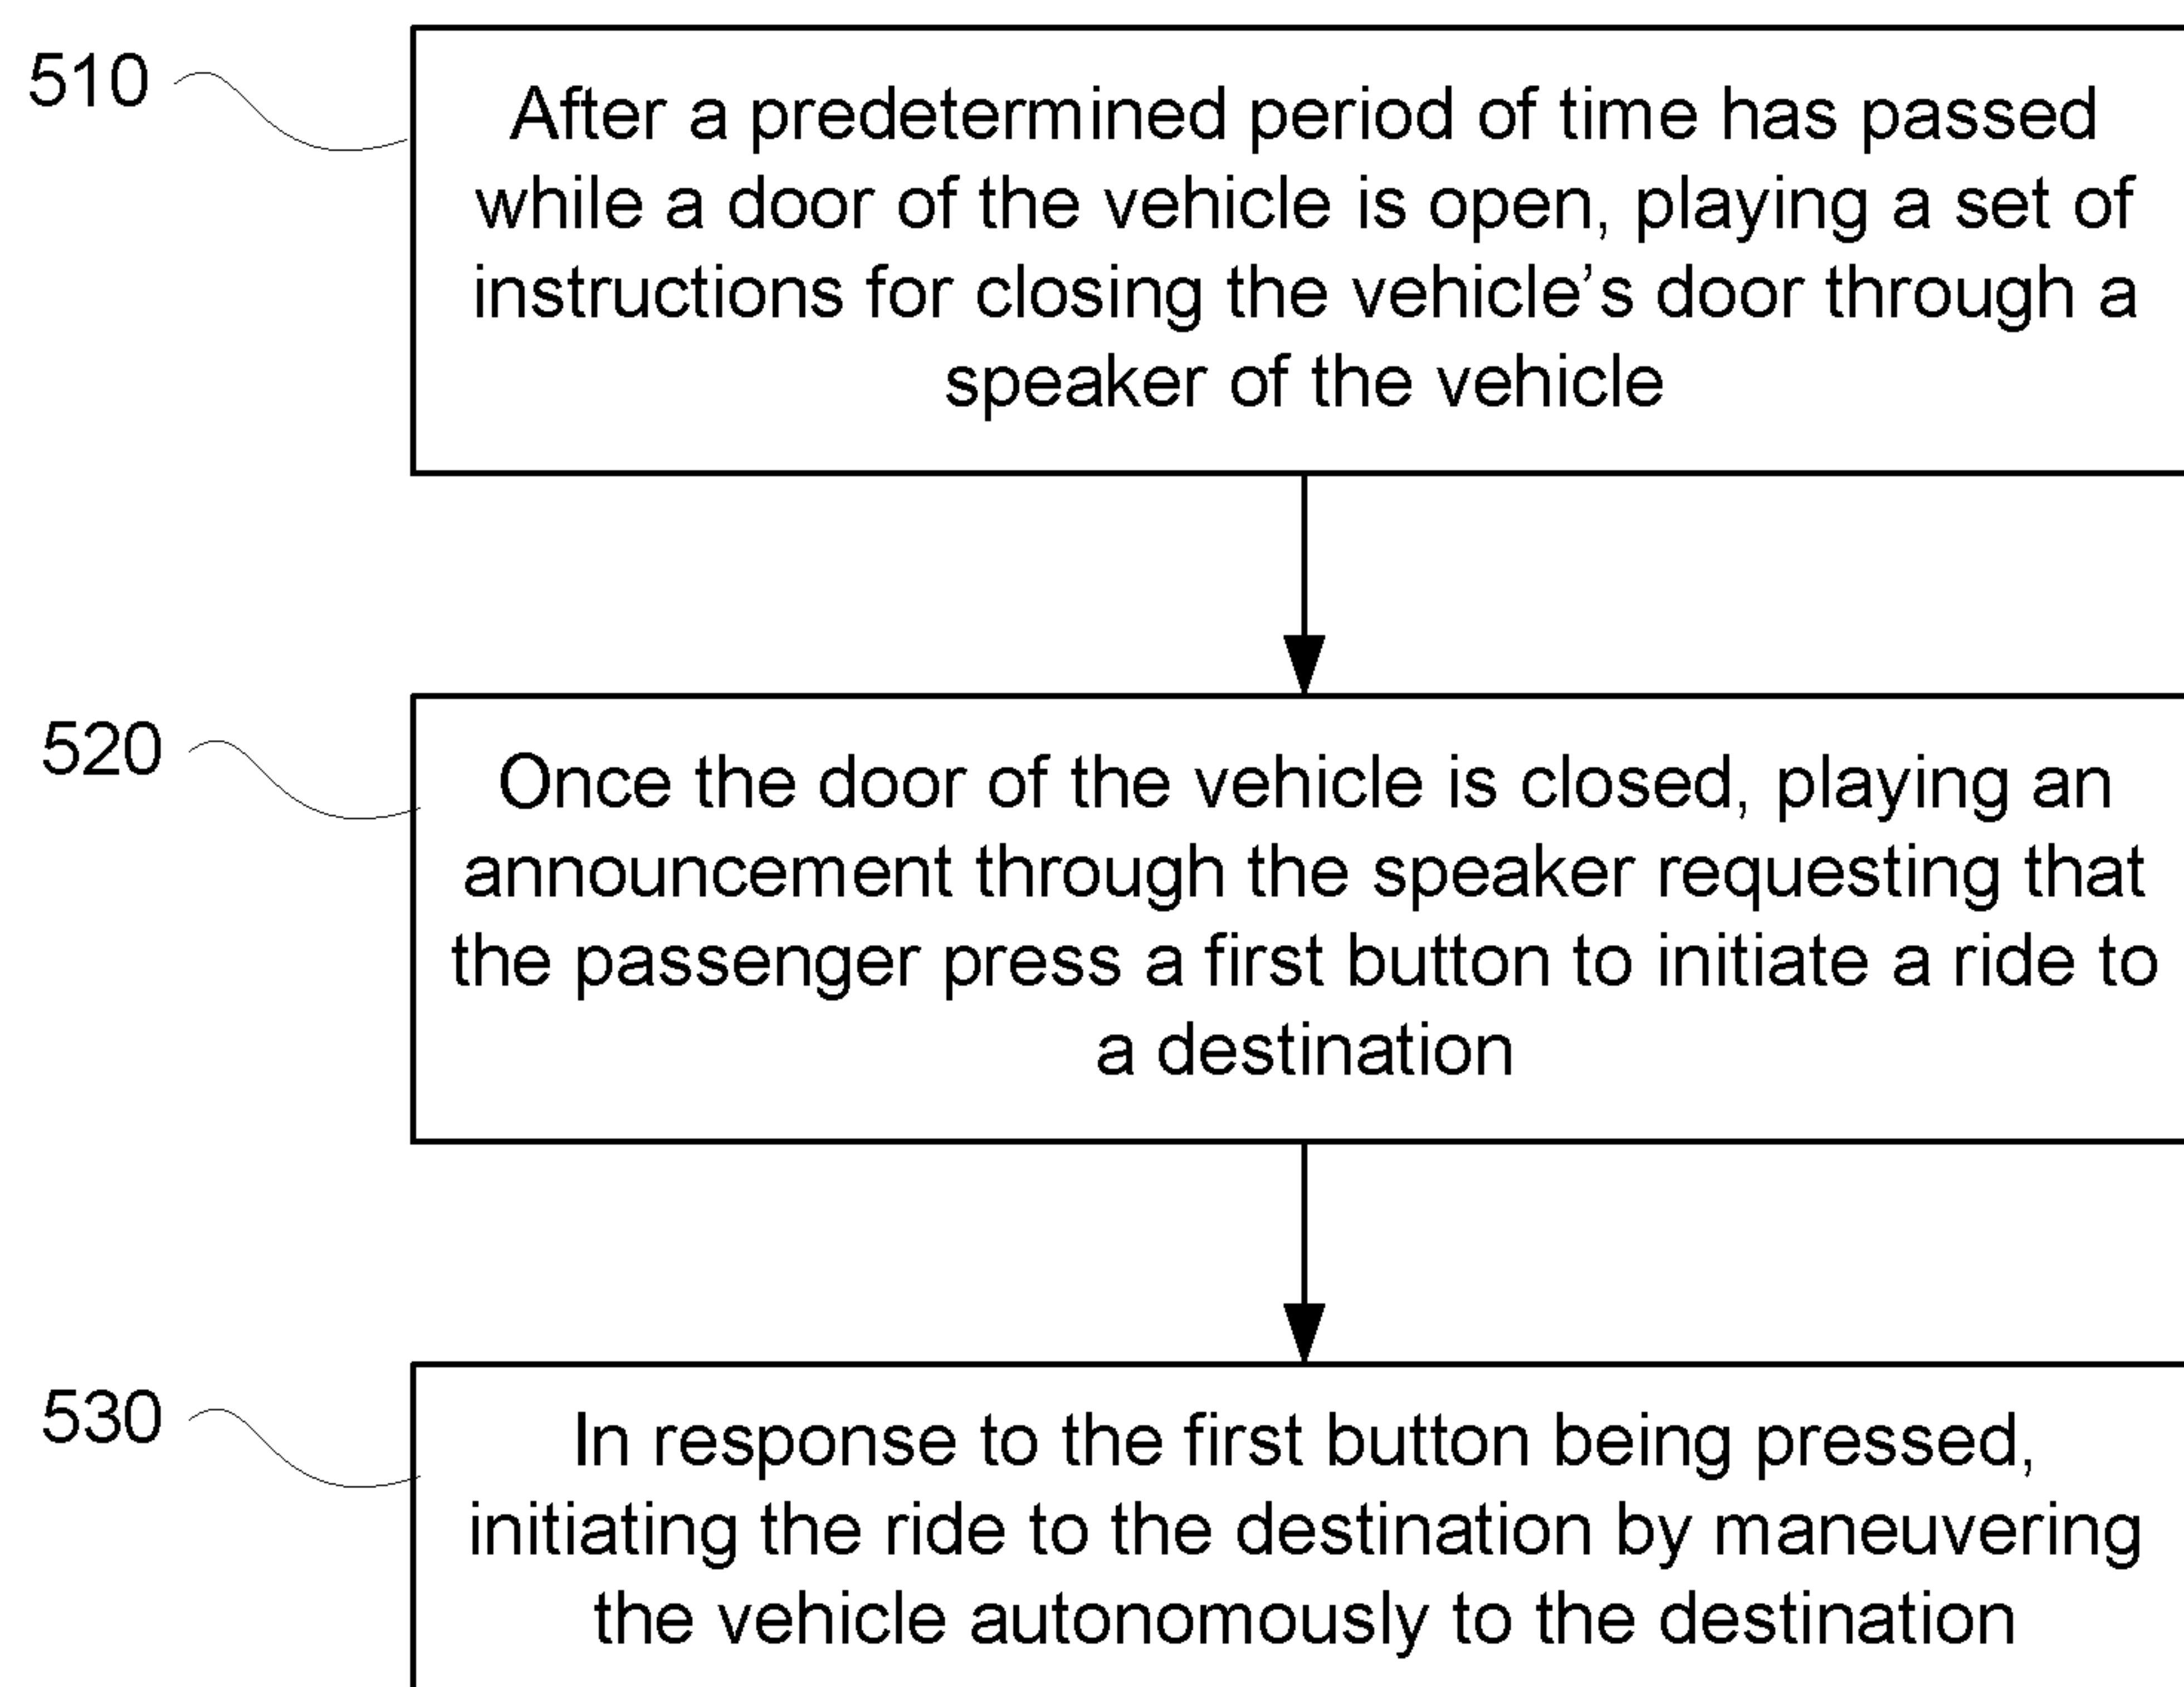 510
After a predetermined period of time has passed
while a door of the vehicle is open, playing a set of
instructions for closing the vehicle’s door through a
speaker of the vehicle
520
Once the door of the vehicle is closed, playing an
announcement through the speaker requesting that
the passenger press a first button to initiate a ride to
a destination
530
In response to the first button being pressed,
initiating the ride to the destination by maneuvering
the vehicle autonomously to the destination